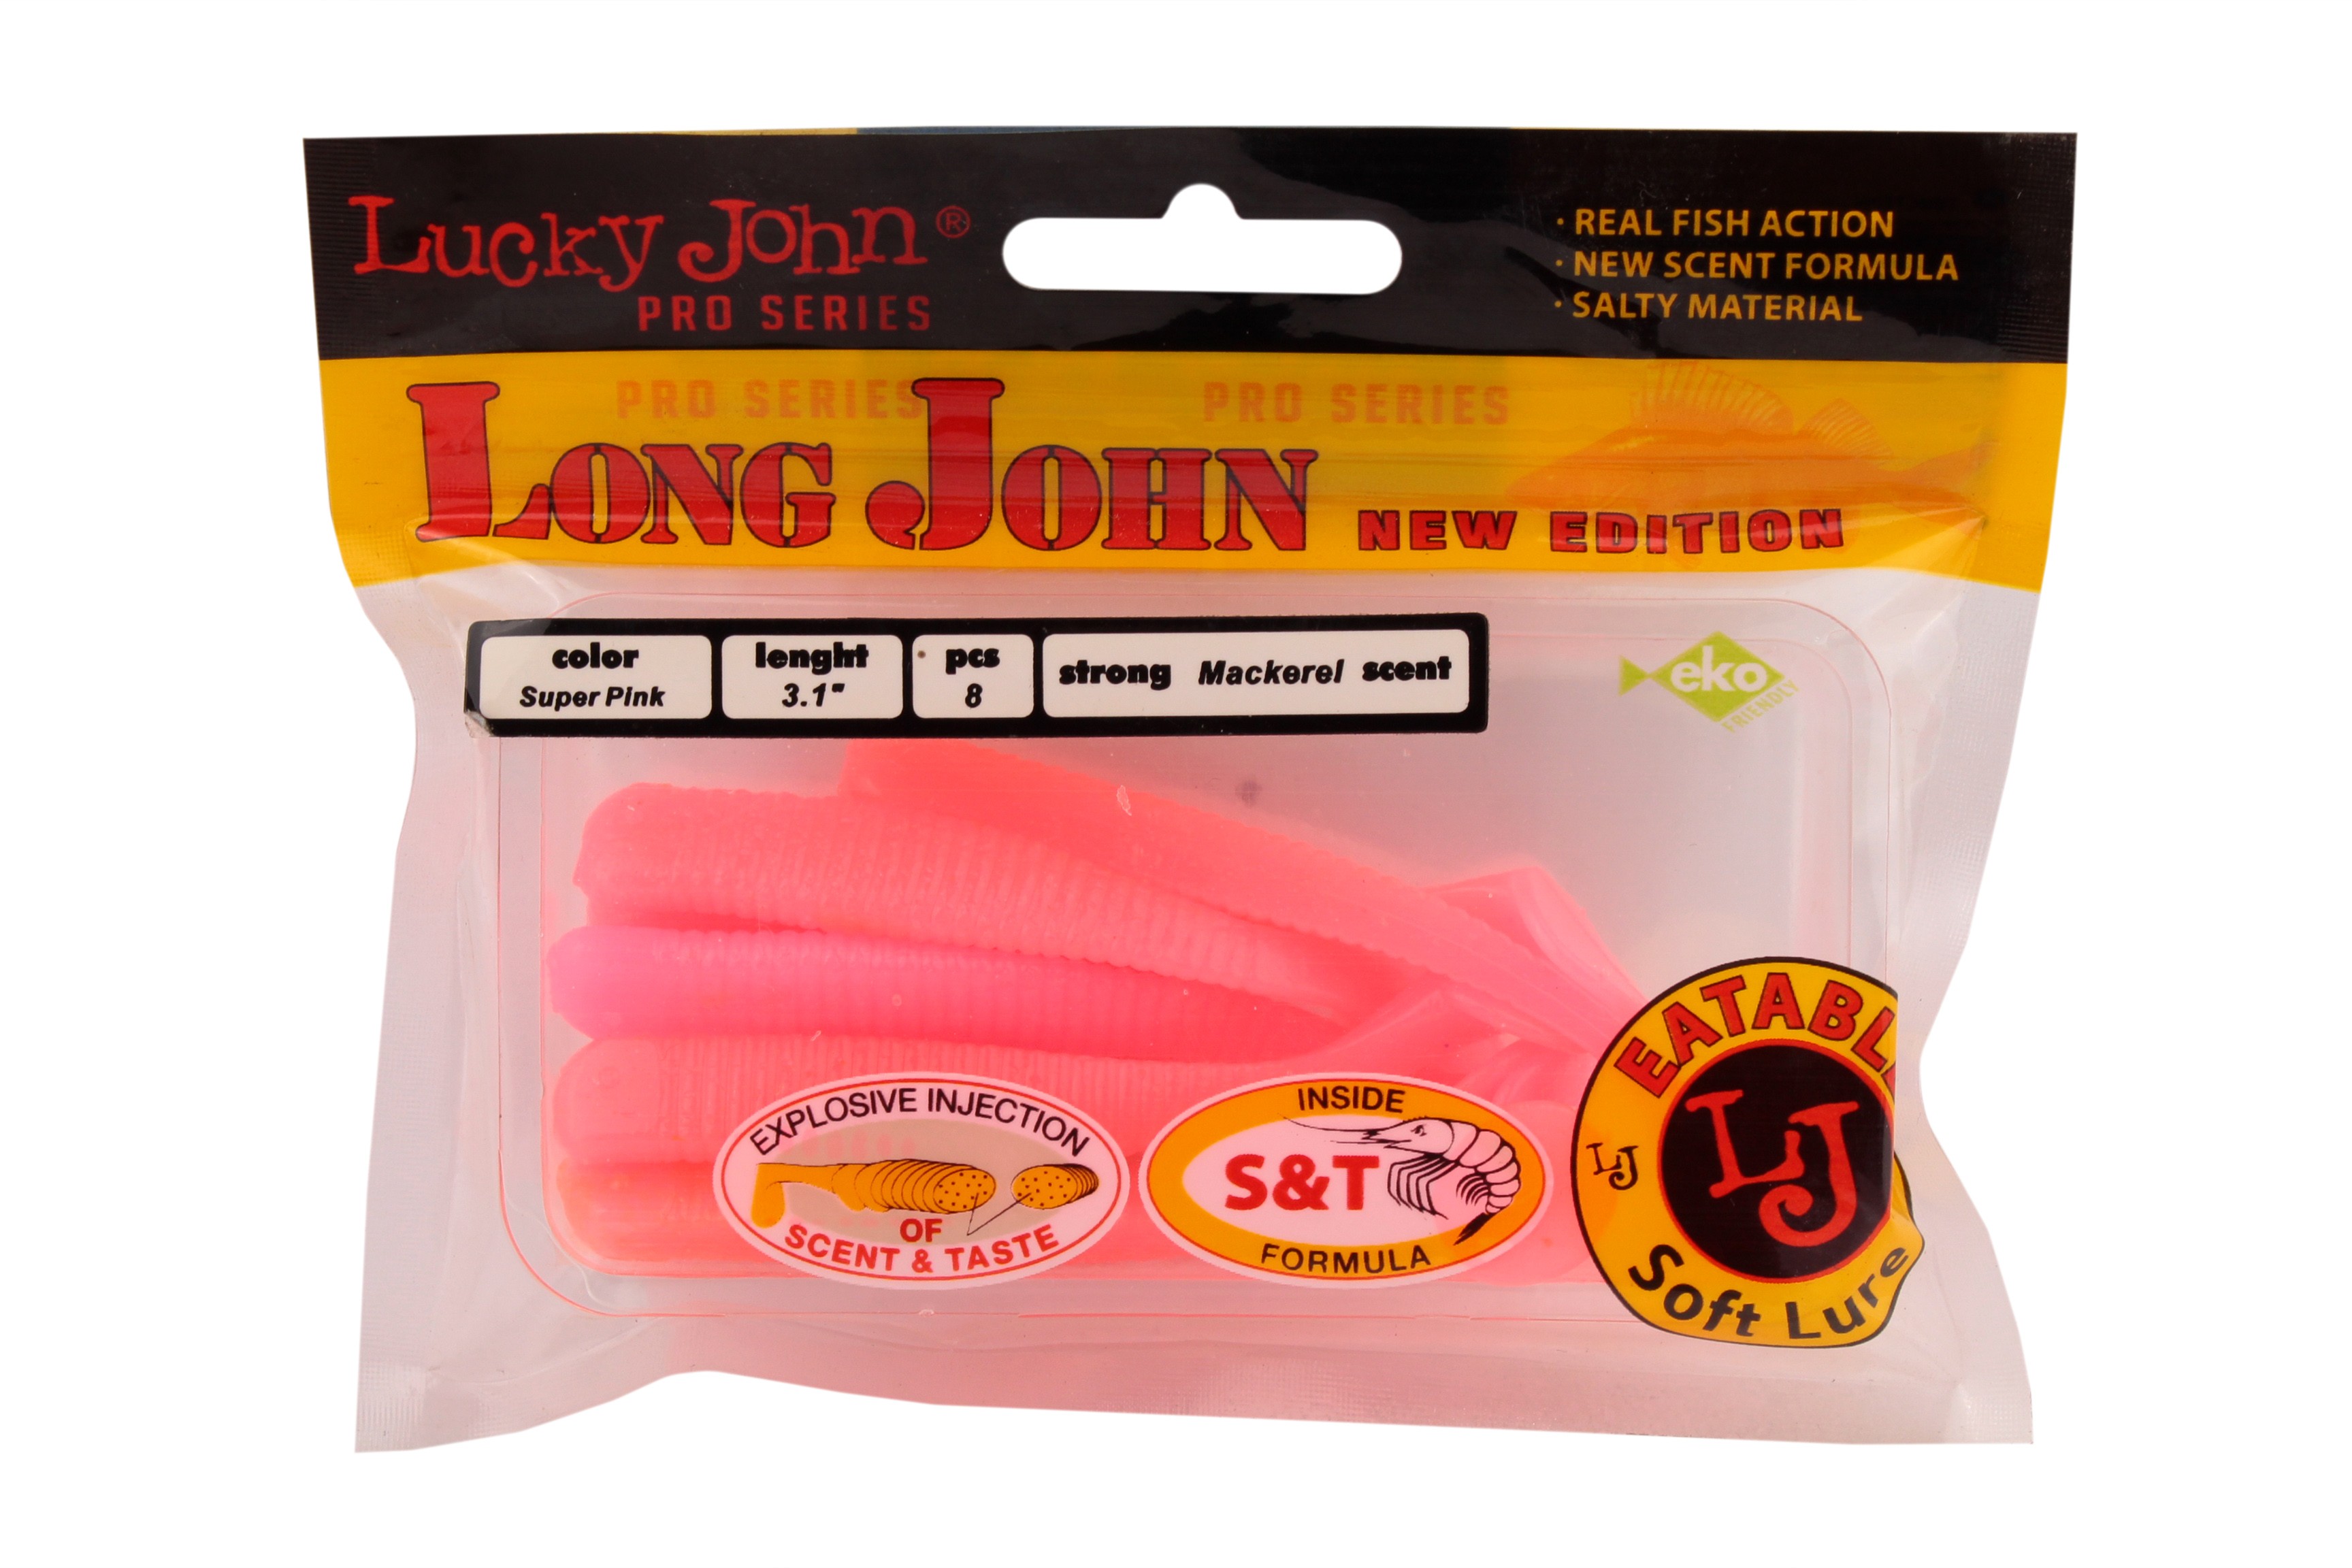 Lucky John®
PRO SERIES
· REAL FISH ACTION
· NEW SCENT FORMULA
· SALTY MATERIAL
PRO SERIES PRO SERIES
LONG JOHN NEW EDITION
color
Super Pink
lenght
3.1"
pcs
8
strong Mackerel scent
eko
FRIENDLY
EXPLOSIVE INJECTION
OF
SCENT & TASTE
INSIDE
S&T
FORMULA
EATABL
LJ
LJ
Soft Lure